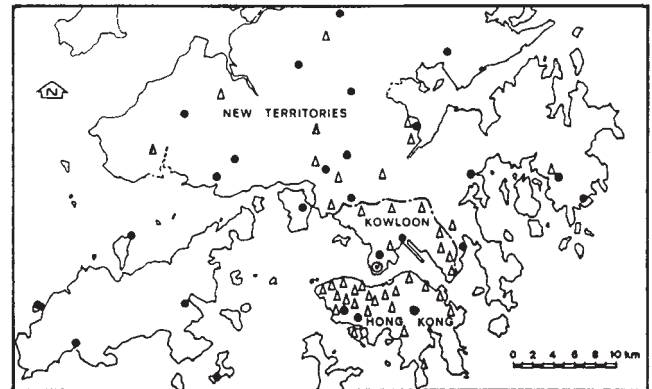 N
NEW TERRITORIES
KOWLOON
HONG KONG
0 2 4 6 8 10 km